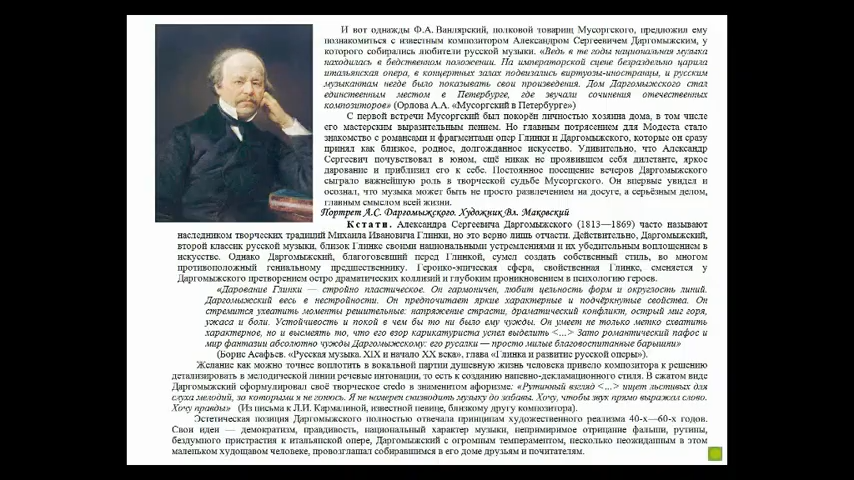 И вот однажды Ф.А. Ванлярский, полковой товарищ Мусоргского, предложил ему
познакомиться с известным композитором Александром Сергеевичем Даргомыжским, у
которого собирались любители русской музыки. «Ведь в те годы национальная музыка
находилась в бедственном положении. На императорской сцене безраздельно царила
итальянская опера, в концертных залах подвизались виртуозы-иностранцы, и русским
музыкантам негде было показывать свои произведения. Дом Даргомыжского стал
единственным местом в Петербурге, где звучали сочинения отечественных
композиторов» (Орлова А.А. «Мусоргский в Петербурге»)
С первой встречи Мусоргский был покорён личностью хозяина дома, в том числе
его мастерским выразительным пением. Но главным потрясением для Модеста стало
знакомство с романсами и фрагментами опер Глинки и Даргомыжского, которые он сразу
принял как близкое, родное, долгожданное искусство. Удивительно, что Александр
Сергеевич почувствовал в юном, ещё никак не проявившем себя дилетанте, яркое
дарование и приблизил его к себе. Постоянное посещение вечеров Даргомыжского
сыграло важнейшую роль в творческой судьбе Мусоргского. Он впервые увидел и
осознал, что музыка может быть не просто развлечением на досуге, а серьёзным делом,
главным смыслом всей жизни.
Портрет А.С. Даргомыжского. Художник Вл. Маковский
Кстати. Александра Сергеевича Даргомыжского (1813—1869) часто называют
наследником творческих традиций Михаила Ивановича Глинки, но это верно лишь отчасти. Действительно, Даргомыжский,
второй классик русской музыки, близок Глинке своими национальными устремлениями и их убедительным воплощением в
искусстве. Однако Даргомыжский, благоговевший перед Глинкой, сумел создать собственный стиль, во многом
противоположный гениальному предшественнику. Героико-эпическая сфера, свойственная Глинке, сменяется у
Даргомыжского претворением остро драматических коллизий и глубоким проникновением в психологию героев.
«Дарование Глинки — стройно пластическое. Он гармоничен, любит цельность форм и округлость линий.
Даргомыжский весь в нестройности. Он предпочитает яркие характерные и подчёркнутые свойства. Он
стремится ухватить моменты решительные: напряжение страсти, драматический конфликт, острый миг горя,
ужаса и боли. Устойчивость и покой в чем бы то ни было ему чужды. Он умеет не только метко схватить
характерное, но и высмеять то, что его взор карикатуриста успел выделить <…> Зато романтический пафос и
мир фантазии абсолютно чужды Даргомыжскому: его русалки — просто милые благовоспитанные барышни»
(Борис Асафьев. «Русская музыка. XIX и начало XX века», глава «Глинка и развитие русской оперы»).
Желание как можно точнее воплотить в вокальной партии душевную жизнь человека привело композитора к решению
детализировать в мелодической линии речевые интонации, то есть к созданию напевно-декламационного стиля. В сжатом виде
Даргомыжский сформулировал своё творческое credo в знаменитом афоризме: «Рутинный взгляд <…> ищет льстивых для
слуха мелодий, за которыми я не гонюсь. Я не намерен снизводить музыку до забавы. Хочу, чтобы звук прямо выражал слово.
Хочу правды» (Из письма к Л.И. Кармалиной, известной певице, близкому другу композитора).
Эстетическая позиция Даргомыжского полностью отвечала принципам художественного реализма 40-х—60-х годов.
Свои идеи — демократизм, правдивость, национальный характер музыки, непримиримое отрицание фальши, рутины,
бездумного пристрастия к итальянской опере, Даргомыжский с огромным темпераментом, несколько неожиданным в этом
маленьком худощавом человеке, провозглашал собиравшимся в его доме друзьям и почитателям.